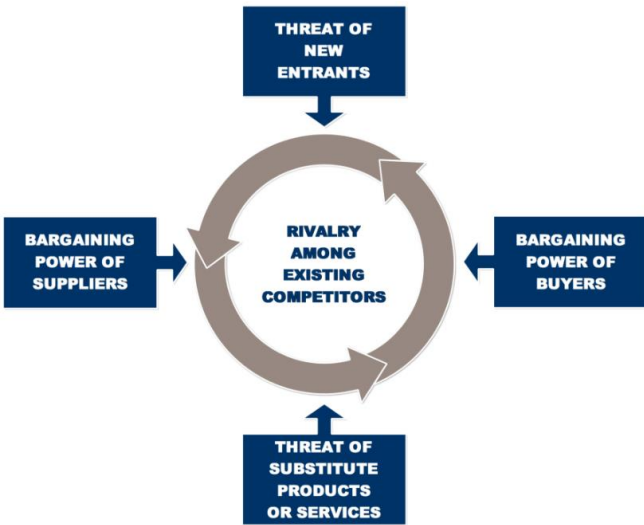 THREAT OF
NEW
ENTRANTS
BARGAINING
POWER OF
SUPPLIERS
RIVALRY
AMONG
EXISTING
COMPETITORS
BARGAINING
POWER OF
BUYERS
THREAT OF
SUBSTITUTE
PRODUCTS
OR SERVICES